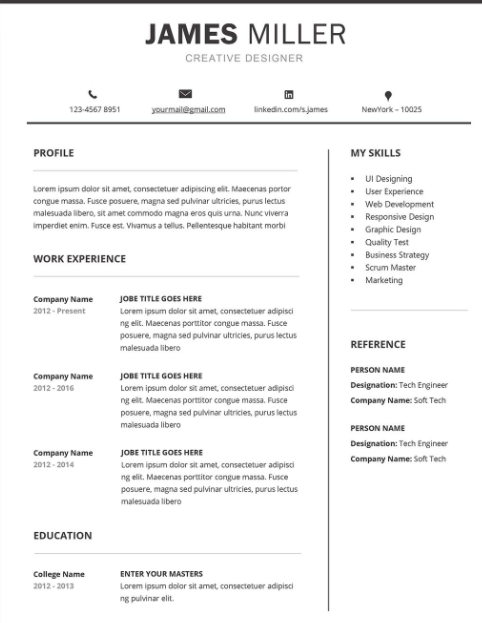 JAMES MILLER
CREATIVE DESIGNER
123-4567 8951
yourmail@gmail.com
linkedin.com/s.james
NewYork – 10025
PROFILE
Lorem ipsum dolor sit amet, consectetuer adipiscing elit. Maecenas portor
congue massa. Fusce posuere, magna sed pulvinar ultricies, purus lectus
malesuada libero, sit amet commodo magna eros quis urna. Nunc viverra
imperdiet enim. Fusce est. Vivamus a tellus. Pellentesque habitant morbi
WORK EXPERIENCE
Company Name
2012 - Present
JOBE TITLE GOES HERE
Lorem ipsum dolor sit amet, consectetuer adipisci
ng elit. Maecenas porttitor congue massa. Fusce
posuere, magna sed pulvinar ultricies, purus lectus
malesuada libero
Company Name
2012 - 2016
JOBE TITLE GOES HERE
Lorem ipsum dolor sit amet, consectetuer adipisci
ng elit. Maecenas porttitor congue massa. Fusce
posuere, magna sed pulvinar ultricies, purus lectus
malesuada libero
Company Name
2012 - 2014
JOBE TITLE GOES HERE
Lorem ipsum dolor sit amet, consectetuer adipisci
ng elit. Maecenas porttitor congue massa. Fusce
posuere, magna sed pulvinar ultricies, purus lectus
malesuada libero
EDUCATION
College Name
2012 - 2013
ENTER YOUR MASTERS
Lorem ipsum dolor sit amet, consectetuer adipisci
ng pulvinar elit.
MY SKILLS
▪ UI Designing
▪ User Experience
▪ Web Development
▪ Responsive Design
▪ Graphic Design
▪ Quality Test
▪ Business Strategy
▪ Scrum Master
▪ Marketing
REFERENCE
PERSON NAME
Designation: Tech Engineer
Company Name: Soft Tech
PERSON NAME
Designation: Tech Engineer
Company Name: Soft Tech